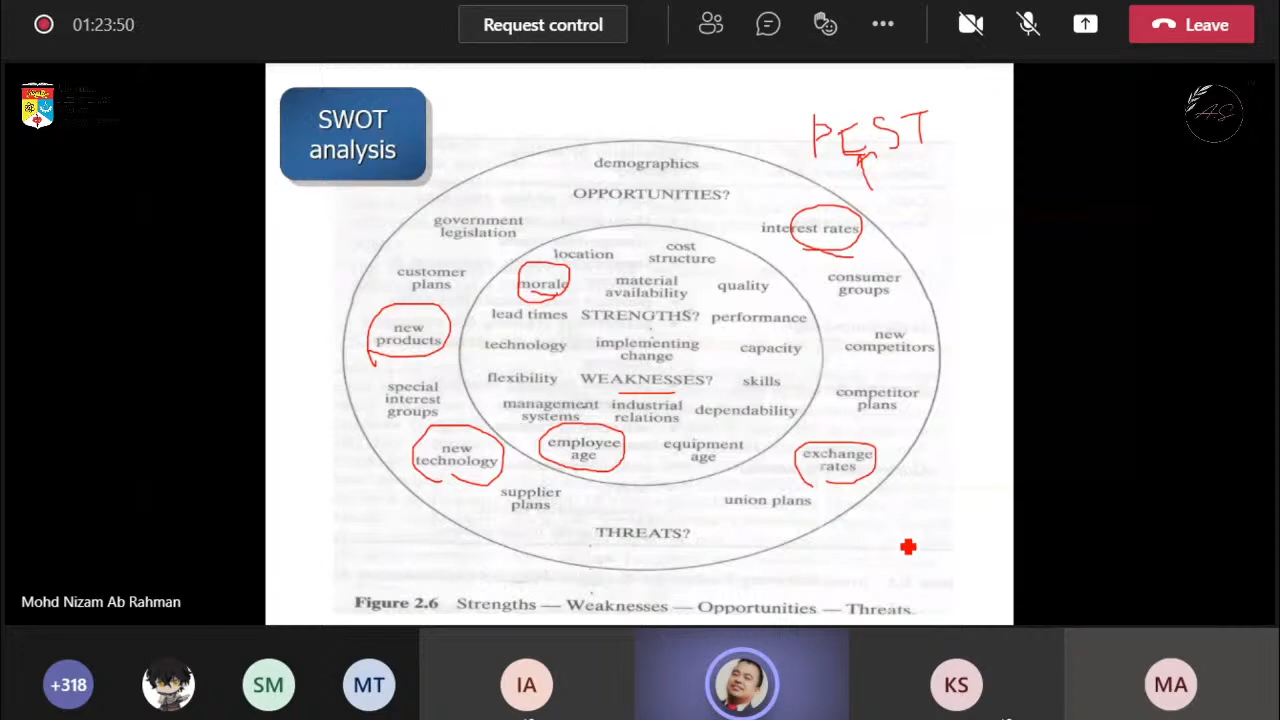 01:23:50
Request control
Leave
SWOT
analysis
PEST
demographics
OPPORTUNITIES?
government
legislation
interest rates
location
cost
structure
customer
plans
morale
material
availability
quality
consumer
groups
lead times
STRENGTHS?
performance
new
products
technology
implementing
change
capacity
new
competitors
flexibility
WEAKNESSES?
skills
special
interest
groups
management
systems
industrial
relations
dependability
competitor
plans
new
technology
employee
age
equipment
age
exchange
rates
supplier
plans
union plans
THREATS?
Figure 2.6 Strengths — Weaknesses — Opportunities — Threats.
Mohd Nizam Ab Rahman
+318
SM
MT
IA
KS
MA
AS